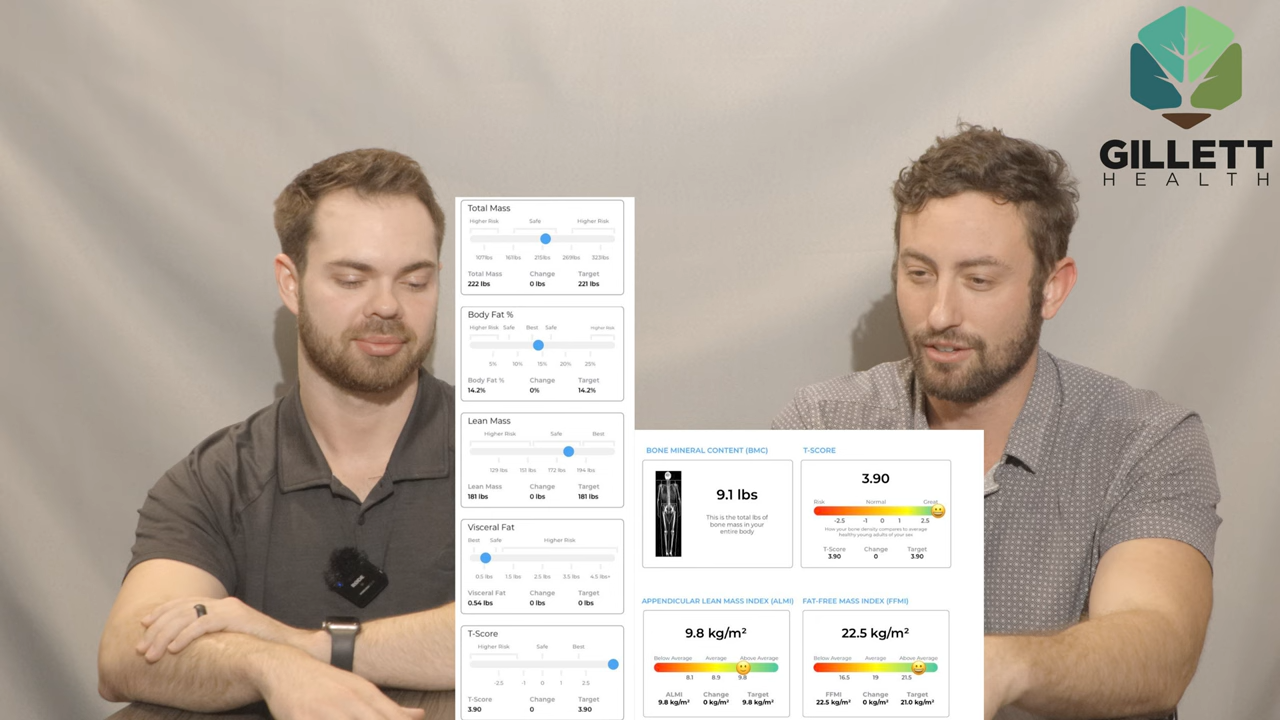 GILLETT
HEALTH
Total Mass
Higher Risk Safe Higher Risk
107lbs 161lbs 215lbs 269lbs 323lbs
Total Mass Change Target
222 lbs 0 lbs 221 lbs
Body Fat %
Higher Risk Safe Best Safe Higher Risk
5% 10% 15% 20% 25%
Body Fat % Change Target
14.2% 0% 14.2%
Lean Mass
Higher Risk Safe Best
129 lbs 151 lbs 172 lbs 194 lbs
Lean Mass Change Target
181 lbs 0 lbs 181 lbs
Visceral Fat
Best Safe Higher Risk
0.5 lbs 1.5 lbs 2.5 lbs 3.5 lbs 4.5 lbs+
Visceral Fat Change Target
0.54 lbs 0 lbs 0 lbs
T-Score
Higher Risk Safe Best
-2.5 -1 0 1 2.5
T-Score Change Target
3.90 0 3.90
BONE MINERAL CONTENT (BMC)
9.1 lbs
This is the total lbs of
bone mass in your
entire body
T-SCORE
3.90
Risk Normal Great
-2.5 -1 0 1 2.5
How your bone density compares to average
healthy young adults of your sex
T-Score Change Target
3.90 0 3.90
APPENDICULAR LEAN MASS INDEX (ALMI)
9.8 kg/m²
Below Average Average Above Average
8.1 8.9 9.8
ALMI Change Target
9.8 kg/m² 0 kg/m² 9.8 kg/m²
FAT-FREE MASS INDEX (FFMI)
22.5 kg/m²
Below Average Average Above Average
16.5 19 21.5
FFMI Change Target
22.5 kg/m² 0 kg/m² 21.0 kg/m²